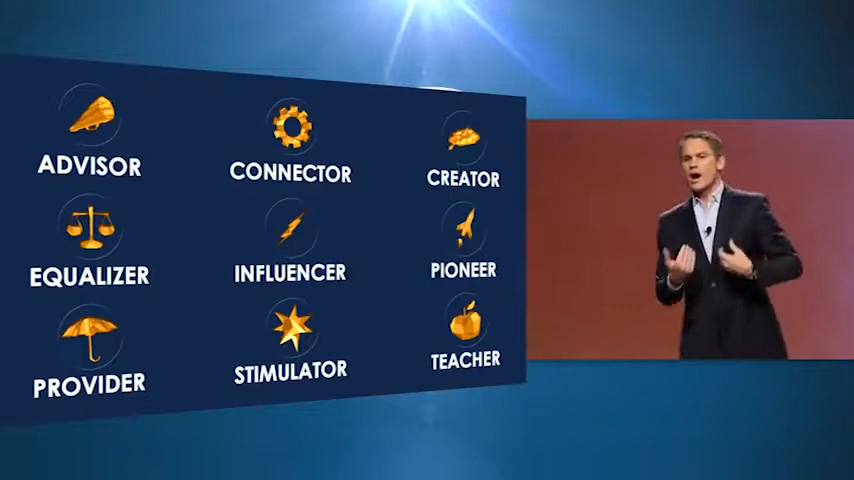 ADVISOR
CONNECTOR
CREATOR
EQUALIZER
INFLUENCER
PIONEER
PROVIDER
STIMULATOR
TEACHER